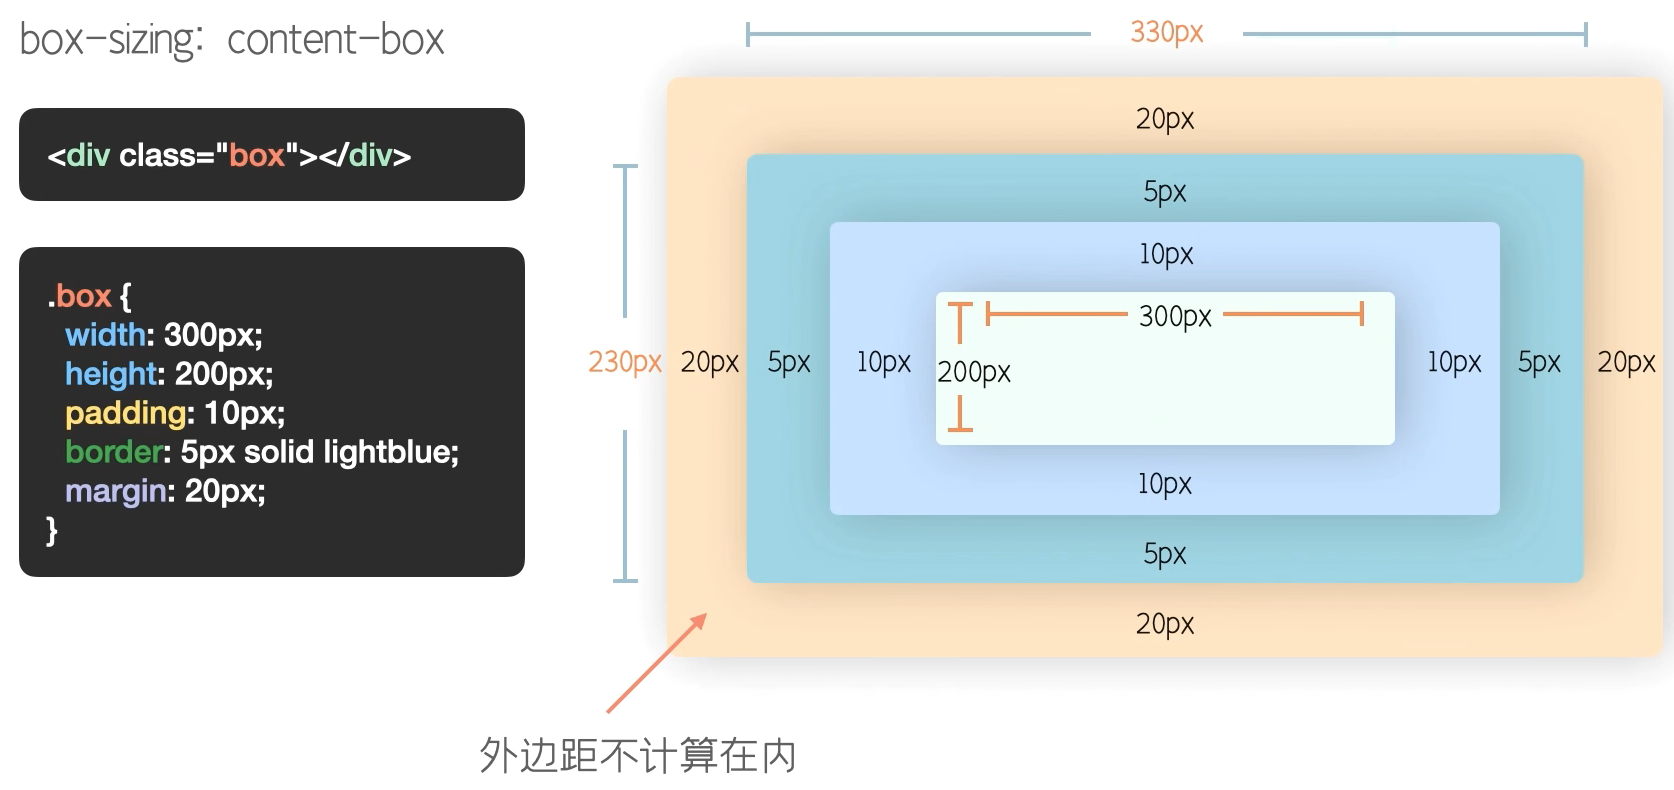 box-sizing: content-box
<div class="box"></div>
.box {
width: 300px;
height: 200px;
padding: 10px;
border: 5px solid lightblue;
margin: 20px;
}
330px
20px
5px
10px
300px
230px 20px 5px 10px 200px 10px 5px 20px
10px
5px
20px
外边距不计算在内